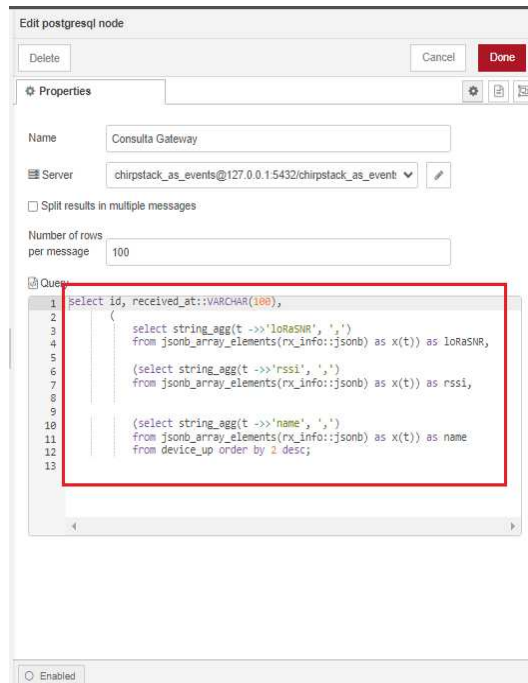 Edit postgresql node
Delete
Cancel
Done
Properties
Name
Consulta Gateway
Server
chirpstack_as_events@127.0.0.1:5432/chirpstack_as_event
Split results in multiple messages
Number of rows
per message
100
Query
1 select id, received_at::VARCHAR(100),
2 (
3 select string_agg(t ->>'loRaSNR', ',')
4 from jsonb_array_elements(rx_info::jsonb) as x(t)) as loRaSNR,
5
6 (select string_agg(t ->>'rssi', ',')
7 from jsonb_array_elements(rx_info::jsonb) as x(t)) as rssi,
8
9
10 (select string_agg(t ->>'name', ',')
11 from jsonb_array_elements(rx_info::jsonb) as x(t)) as name
12 from device_up order by 2 desc;
13
Enabled